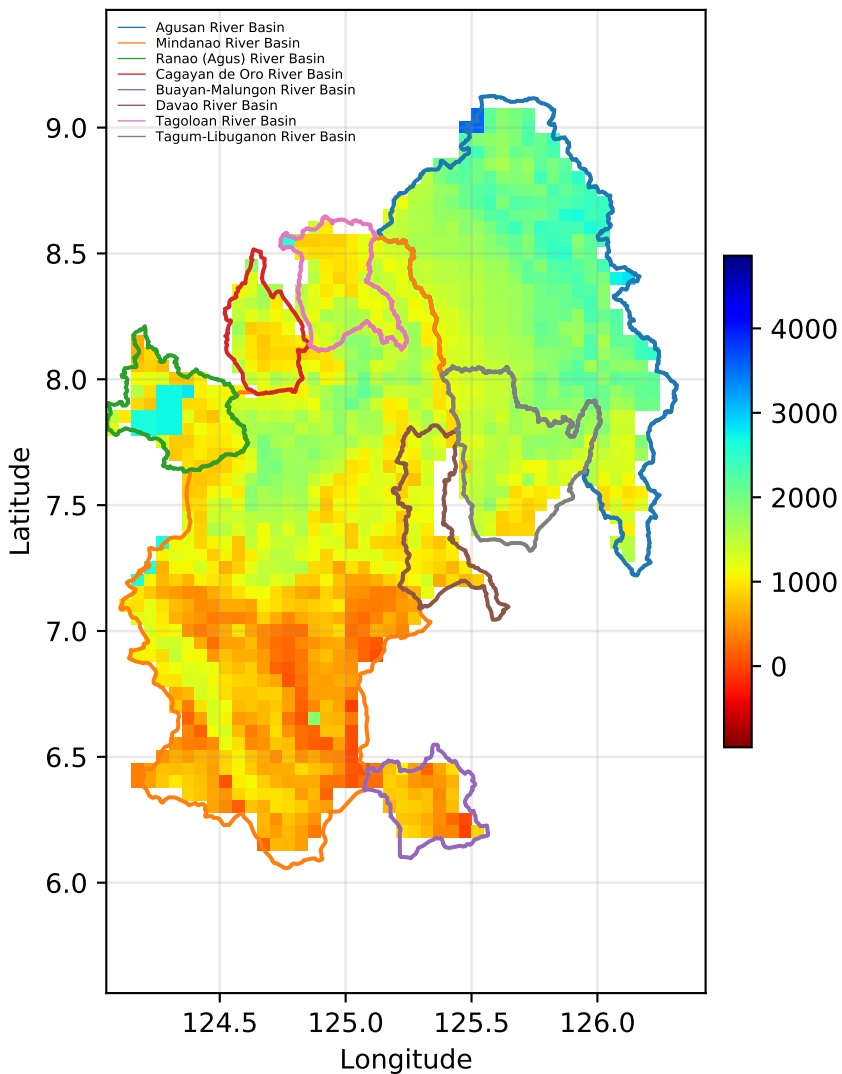 Agusan River Basin
Mindanao River Basin
Ranao (Agus) River Basin
Cagayan de Oro River Basin
Buayan-Malungon River Basin
Davao River Basin
Tagoloan River Basin
Tagum-Libuganon River Basin
9.0
8.5
8.0
7.5
7.0
6.5
6.0
Latitude
4000
3000
2000
1000
0
124.5 125.0 125.5 126.0
Longitude